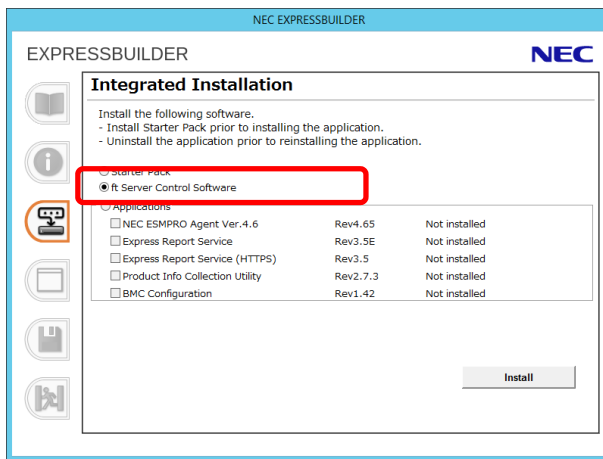 NEC EXPRESSBUILDER
EXPRESSBUILDER
NEC
Integrated Installation
Install the following software.
- Install Starter Pack prior to installing the application.
- Uninstall the application prior to reinstalling the application.
Starter Pack
ft Server Control Software
Applications
NEC ESMPRO Agent Ver.4.6 Rev4.65 Not installed
Express Report Service Rev3.5E Not installed
Express Report Service (HTTPS) Rev3.5 Not installed
Product Info Collection Utility Rev2.7.3 Not installed
BMC Configuration Rev1.42 Not installed
Install